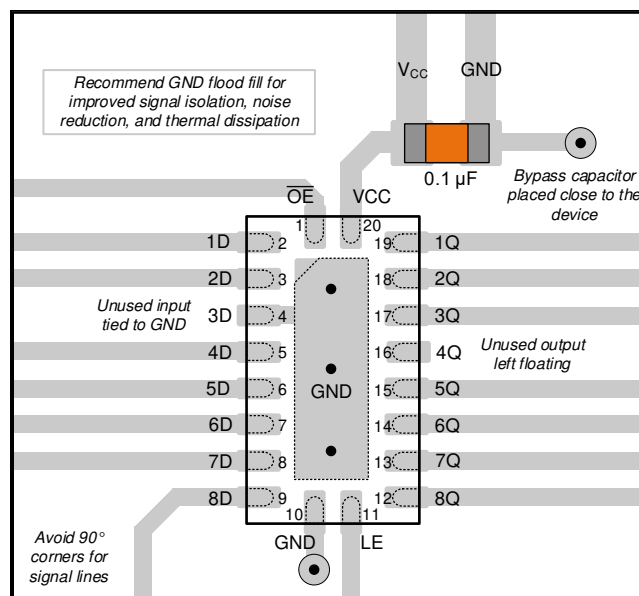 V_CC GND
Recommend GND flood fill for
improved signal isolation, noise
reduction, and thermal dissipation
0.1 µF
Bypass capacitor
placed close to the
device
O̅E̅ VCC
1 20
1D 2 19 1Q
2D 3 18 2Q
Unused input
tied to GND
3D 4 17 3Q
4D 5 16 4Q
Unused output
left floating
GND
5D 6 15 5Q
6D 7 14 6Q
7D 8 13 7Q
8D 9 12 8Q
10 11
GND LE
Avoid 90°
corners for
signal lines